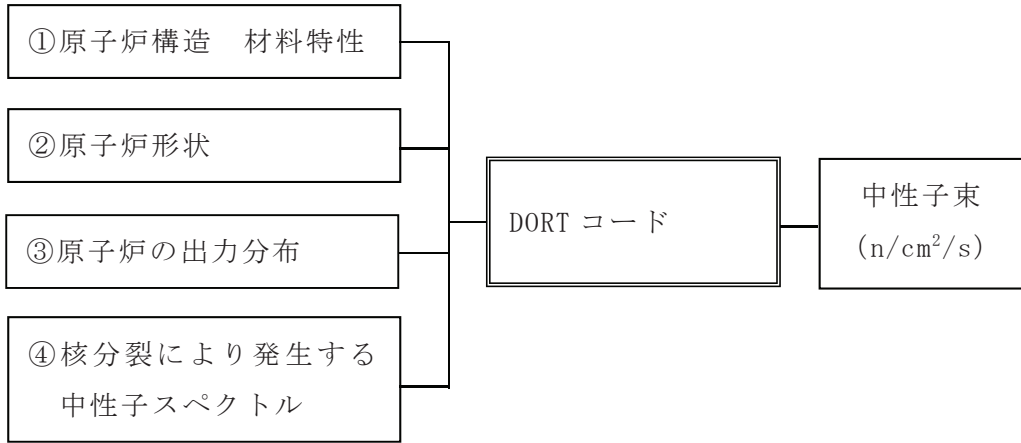 ①原子炉構造　材料特性
②原子炉形状
③原子炉の出力分布
④核分裂により発生する
中性子スペクトル
DORT コード
中性子束
(n/cm²/s)